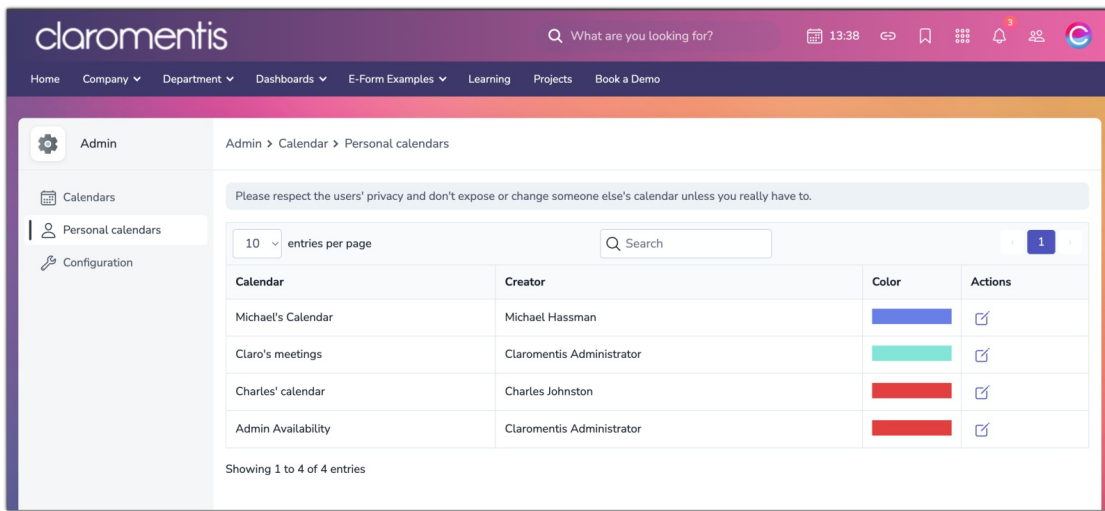 claromentis
What are you looking for?
13:38
3
Home Company Department Dashboards E-Form Examples Learning Projects Book a Demo
Admin
Admin > Calendar > Personal calendars
Calendars
Personal calendars
Configuration
Please respect the users' privacy and don't expose or change someone else's calendar unless you really have to.
10 entries per page
Search
1
Calendar Creator Color Actions
Michael's Calendar Michael Hassman
Claro's meetings Claromentis Administrator
Charles' calendar Charles Johnston
Admin Availability Claromentis Administrator
Showing 1 to 4 of 4 entries